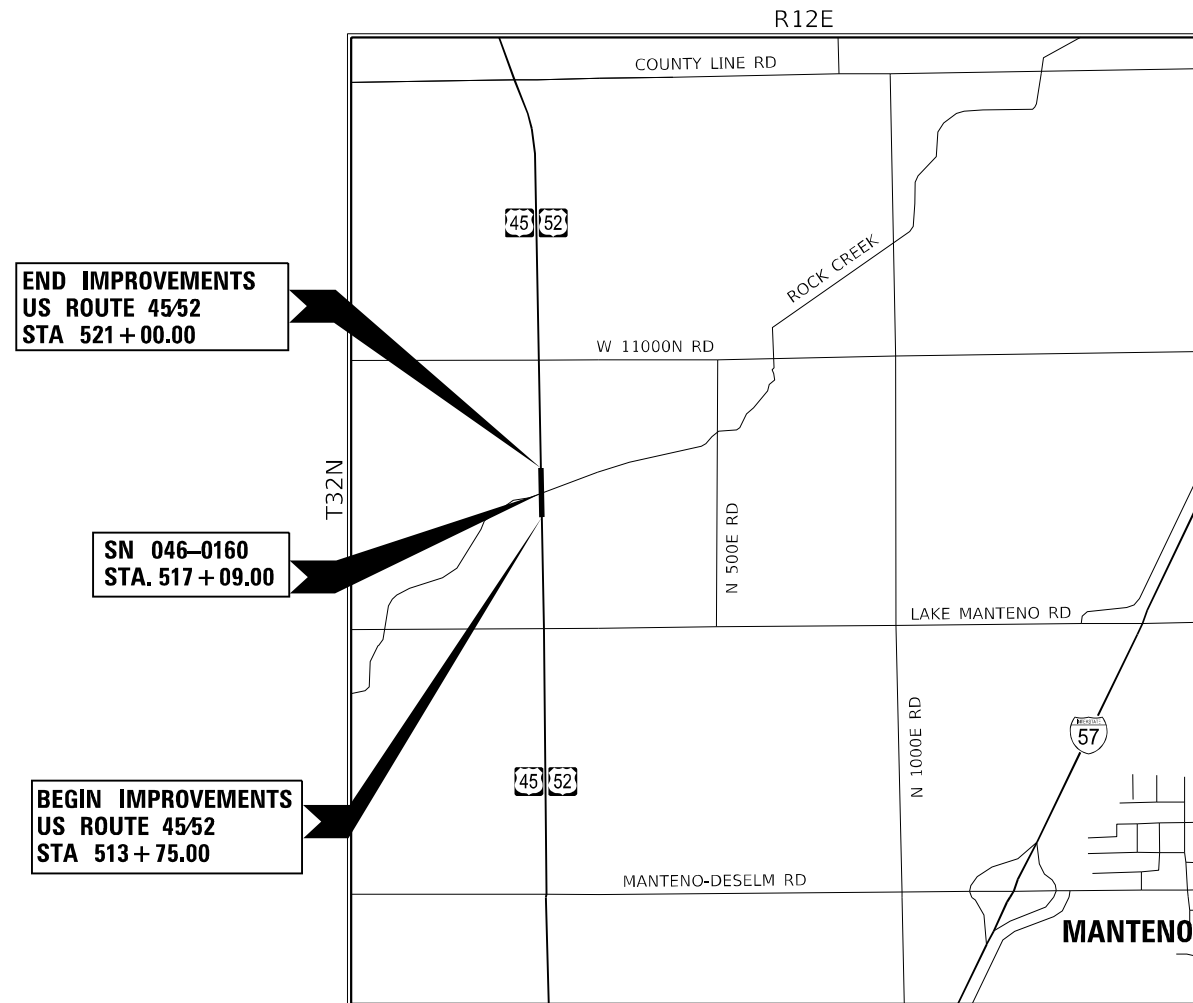 R12E
COUNTY LINE RD
45 52
ROCK CREEK
END IMPROVEMENTS
US ROUTE 45/52
STA 521+00.00
W 11000N RD
T32N
SN 046–0160
STA. 517+09.00
N 500E RD
LAKE MANTENO RD
N 1000E RD
INTERSTATE
57
45 52
BEGIN IMPROVEMENTS
US ROUTE 45/52
STA 513+75.00
MANTENO-DESELM RD
MANTENO